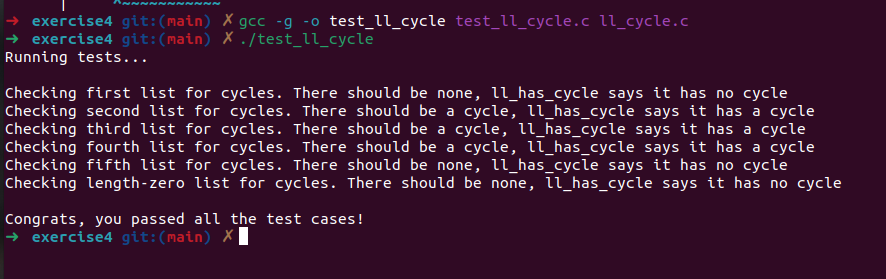 |     ^~~~~~~~~~~~
➜  exercise4 git:(main) ✗ gcc -g -o test_ll_cycle test_ll_cycle.c ll_cycle.c
➜  exercise4 git:(main) ✗ ./test_ll_cycle
Running tests...
Checking first list for cycles. There should be none, ll_has_cycle says it has no cycle
Checking second list for cycles. There should be a cycle, ll_has_cycle says it has a cycle
Checking third list for cycles. There should be a cycle, ll_has_cycle says it has a cycle
Checking fourth list for cycles. There should be a cycle, ll_has_cycle says it has a cycle
Checking fifth list for cycles. There should be none, ll_has_cycle says it has no cycle
Checking length-zero list for cycles. There should be none, ll_has_cycle says it has no cycle
Congrats, you passed all the test cases!
➜  exercise4 git:(main) ✗